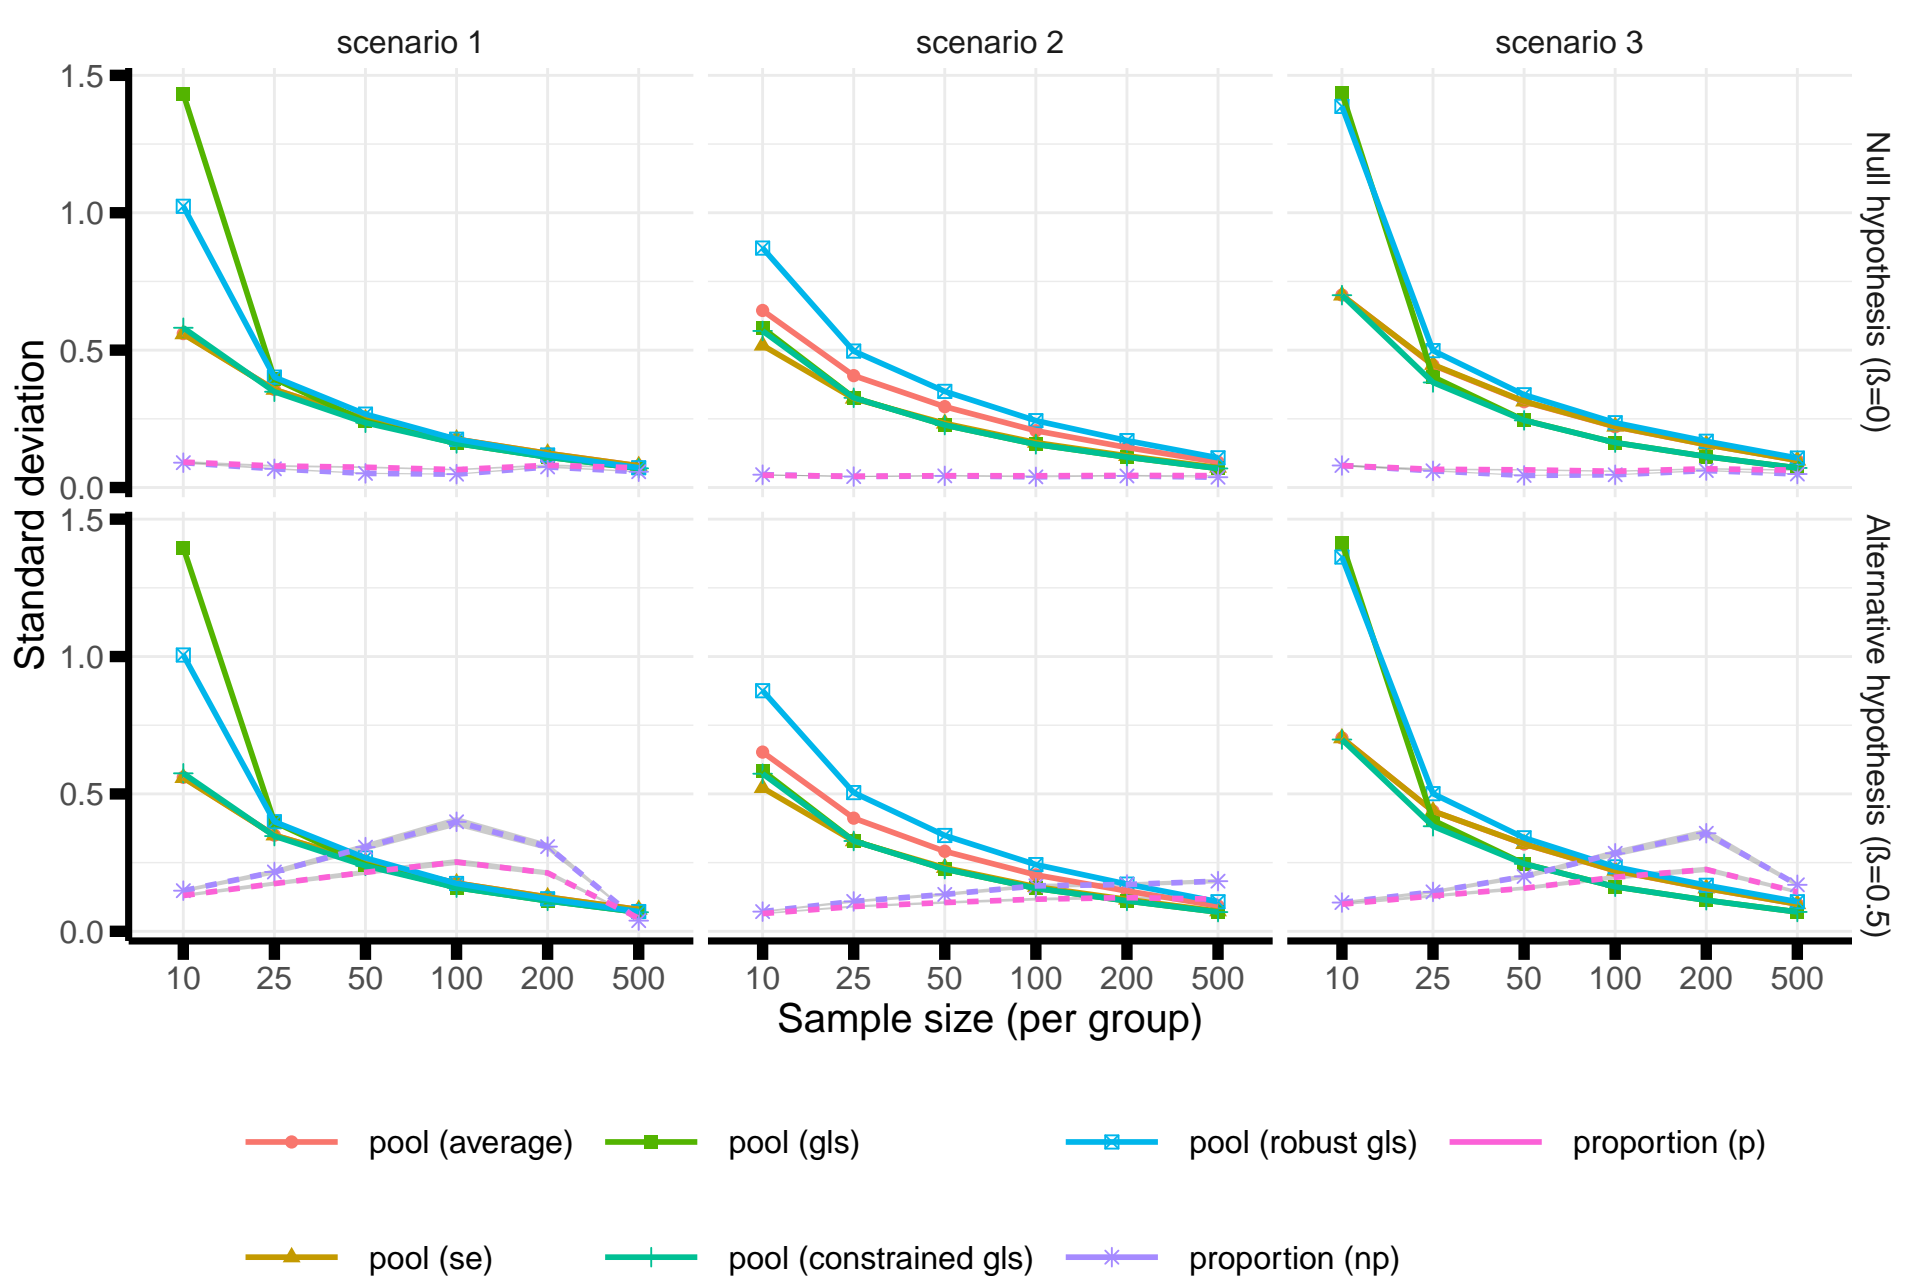 scenario 1 scenario 2 scenario 3
Standard deviation
1.5
1.0
0.5
0.0
Null hypothesis (ß=0)
1.5
1.0
0.5
0.0
Alternative hypothesis (ß=0.5)
10 25 50 100 200 500 10 25 50 100 200 500 10 25 50 100 200 500
Sample size (per group)
pool (average) pool (gls) pool (robust gls) proportion (p)
pool (se) pool (constrained gls) proportion (np)